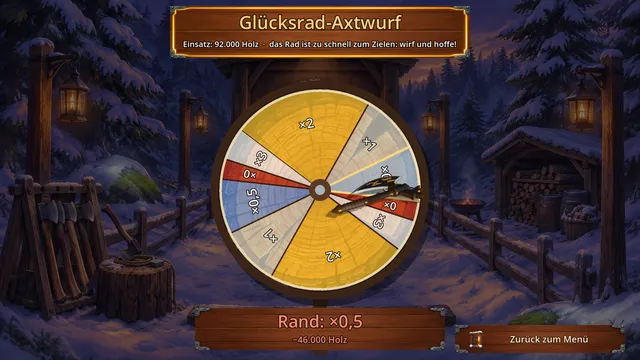 Glücksrad-Axtwurf
Einsatz: 92.000 Holz · das Rad ist zu schnell zum Zielen: wirf und hoffe!
×2
×1
×3
0×
×0,5
×1
×2
×3
0×
Rand: ×0,5
−46.000 Holz
Zurück zum Menü